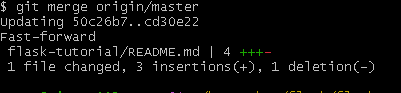 $ git merge origin/master
Updating 50c26b7..cd30e22
Fast-forward
flask-tutorial/README.md | 4 +++-
1 file changed, 3 insertions(+), 1 deletion(-)